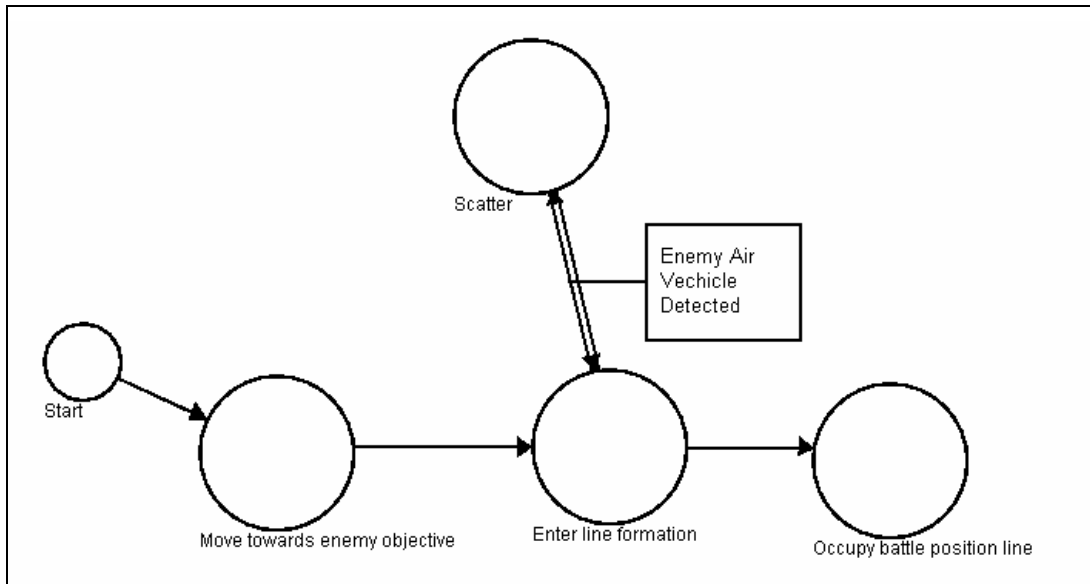 Scatter
Enemy Air
Vechicle
Detected
Start
Move towards enemy objective
Enter line formation
Occupy battle position line